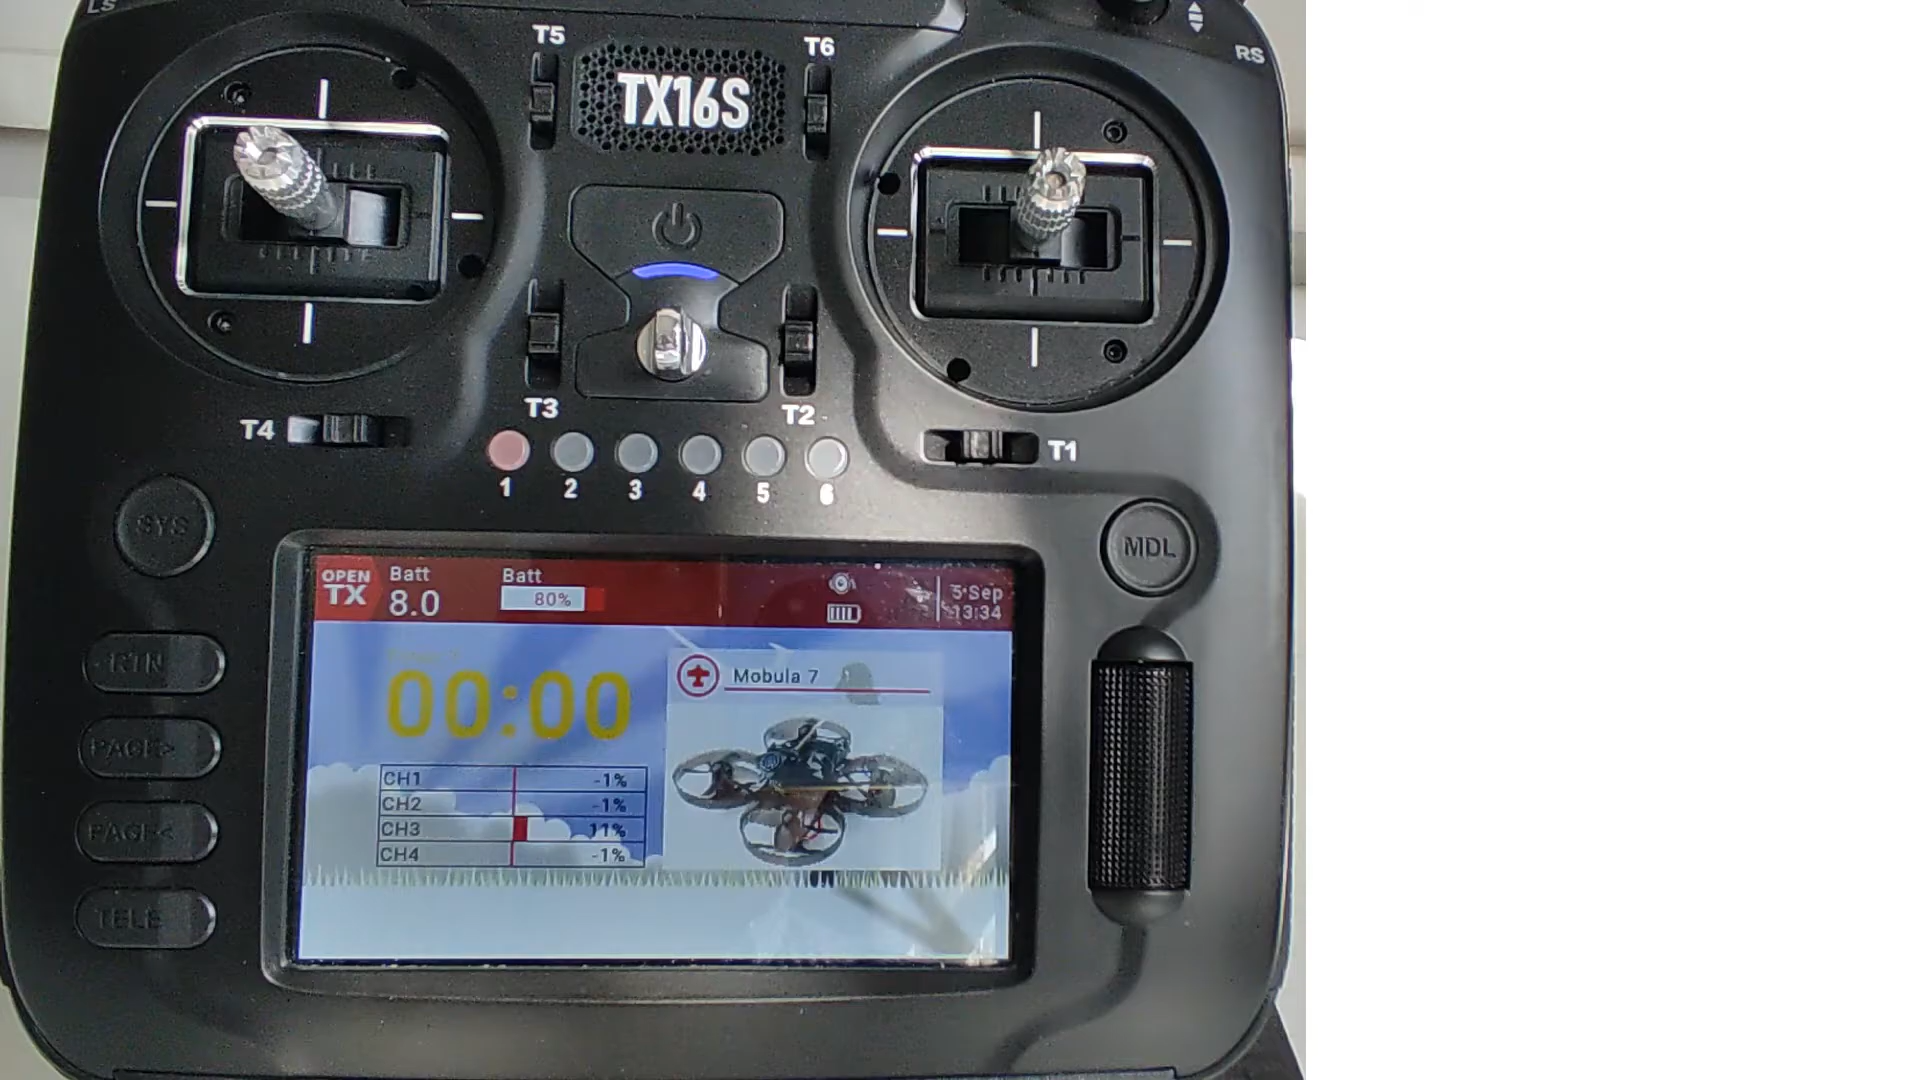 LS
T5
T6
RS
TX16S
T3
T2
T4
T1
1 2 3 4 5 6
SYS
MDL
OPEN TX
Batt
8.0
Batt
80%
5 Sep
13:34
RTN
00:00
Mobula 7
PAGE>
CH1 -1%
CH2 -1%
CH3 11%
CH4 -1%
PAGE<
TELE